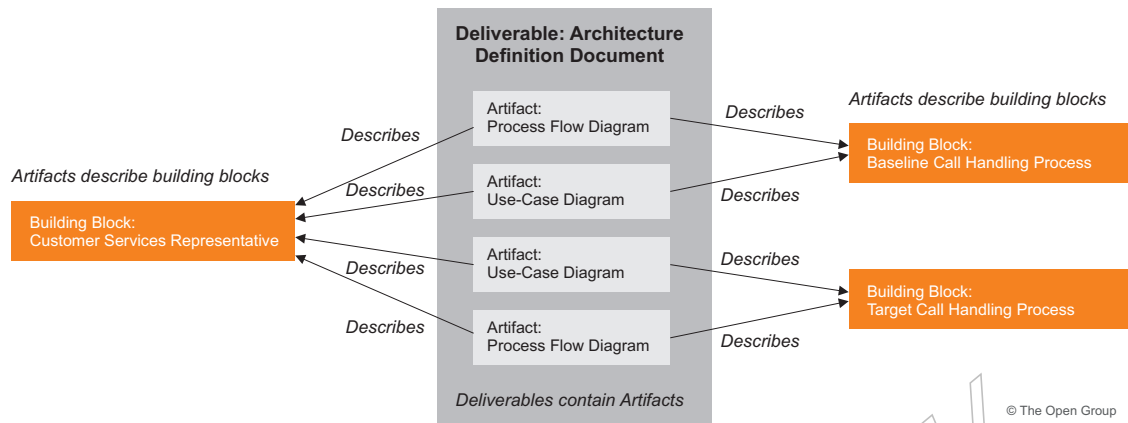 Deliverable: Architecture
Definition Document
Artifacts describe building blocks
Building Block:
Customer Services Representative
Describes
Describes
Describes
Describes
Artifact:
Process Flow Diagram
Artifact:
Use-Case Diagram
Artifact:
Use-Case Diagram
Artifact:
Process Flow Diagram
Deliverables contain Artifacts
Describes
Describes
Describes
Describes
Artifacts describe building blocks
Building Block:
Baseline Call Handling Process
Building Block:
Target Call Handling Process
© The Open Group